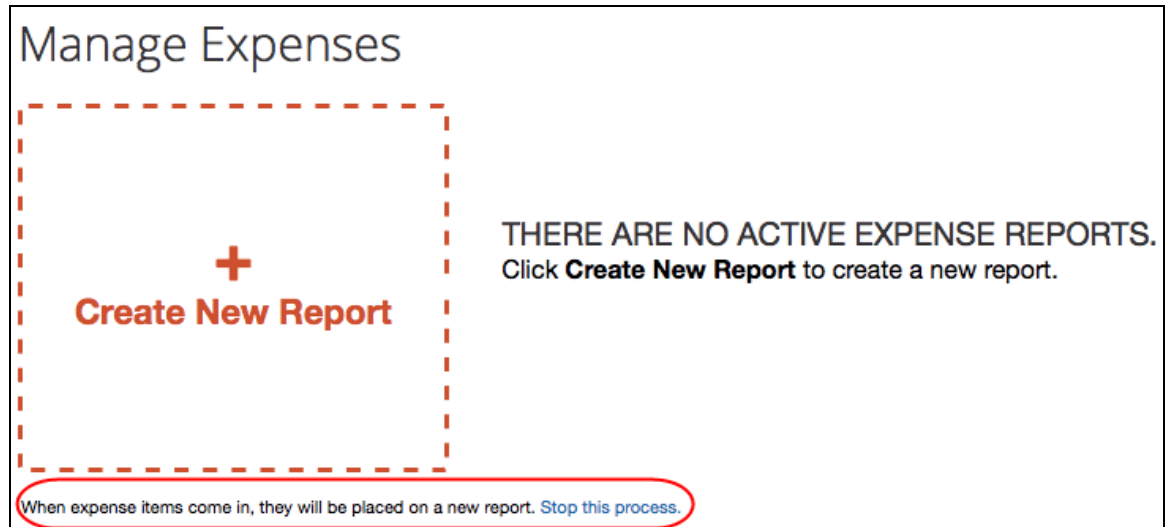 Manage Expenses
+
Create New Report
THERE ARE NO ACTIVE EXPENSE REPORTS.
Click Create New Report to create a new report.
When expense items come in, they will be placed on a new report. Stop this process.